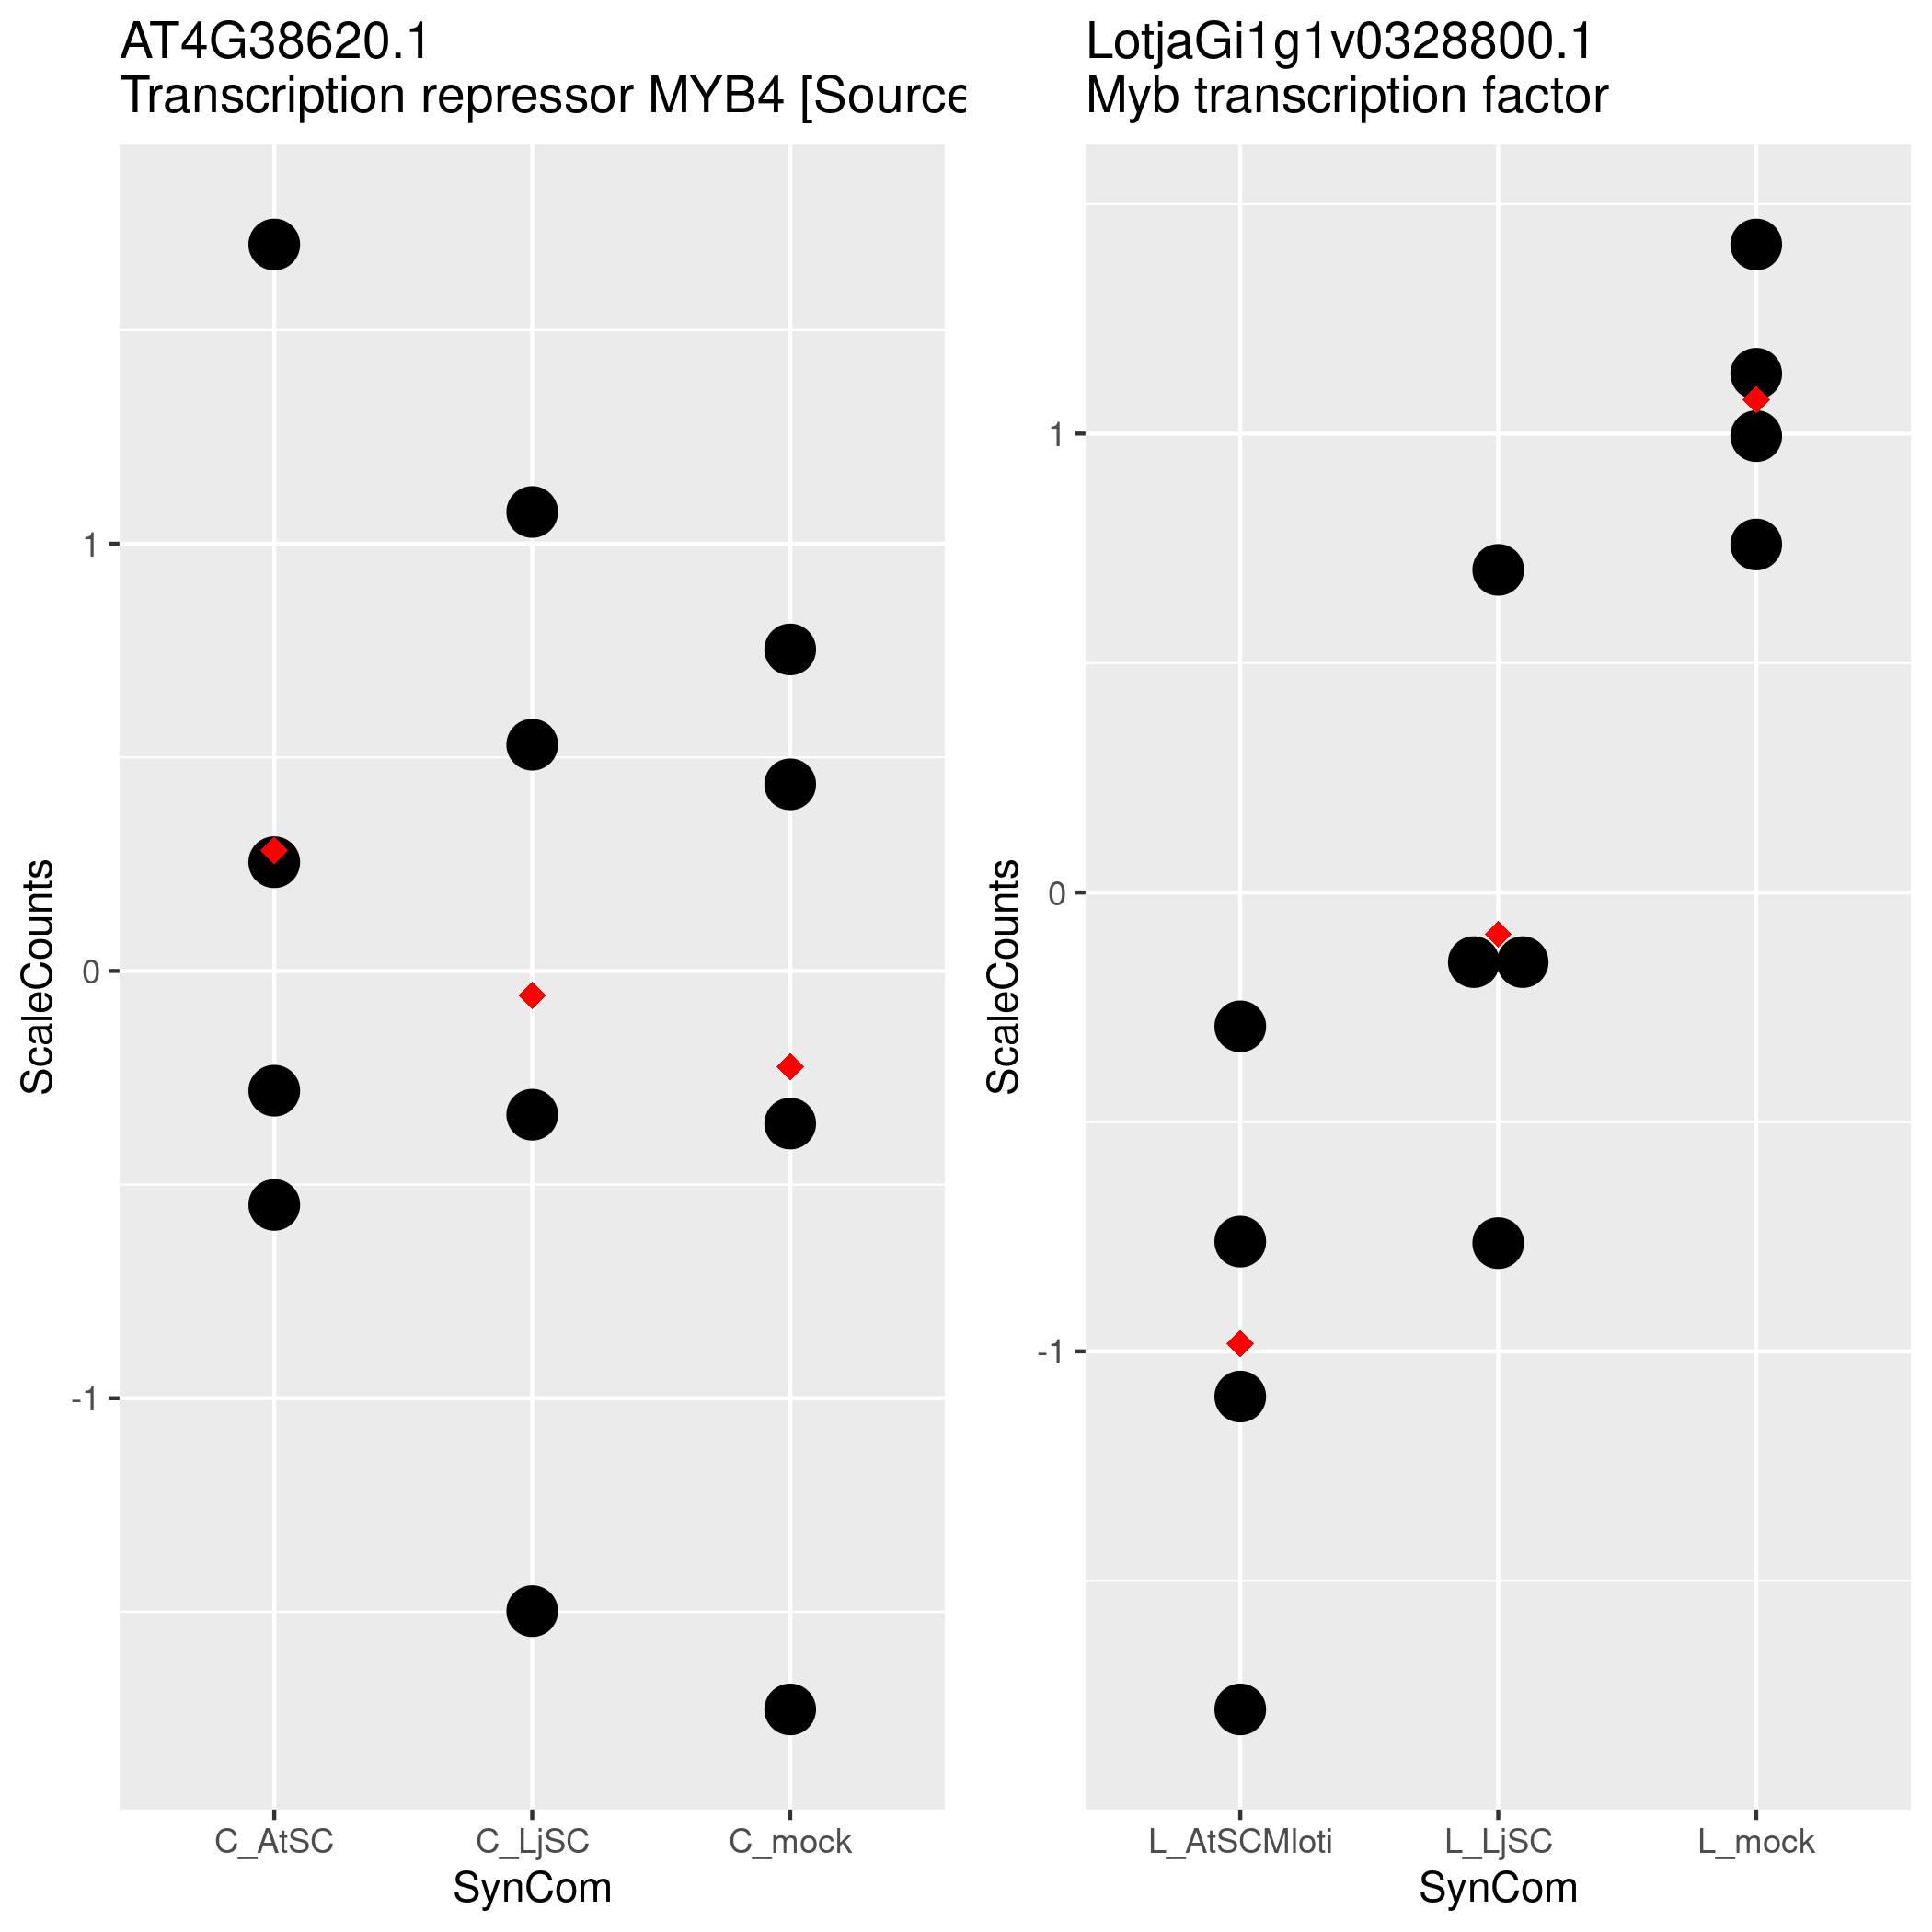 AT4G38620.1
Transcription repressor MYB4 [Source
ScaleCounts
1
0
-1
C_AtSC
C_LjSC
C_mock
SynCom
LotjaGi1g1v0328800.1
Myb transcription factor
ScaleCounts
1
0
-1
L_AtSCMloti
L_LjSC
L_mock
SynCom